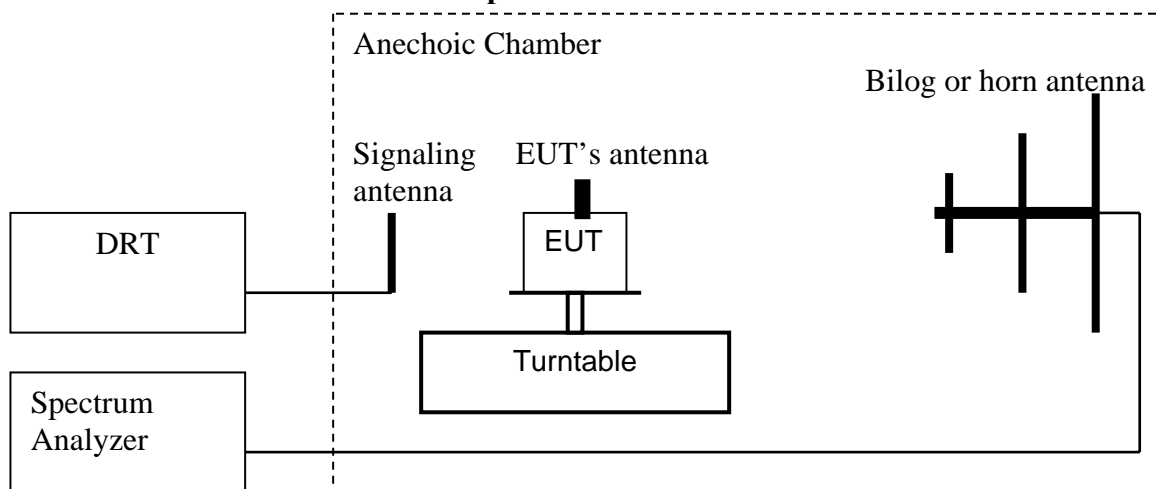 Anechoic Chamber
Bilog or horn antenna
Signaling
antenna
EUT’s antenna
DRT
EUT
Turntable
Spectrum
Analyzer